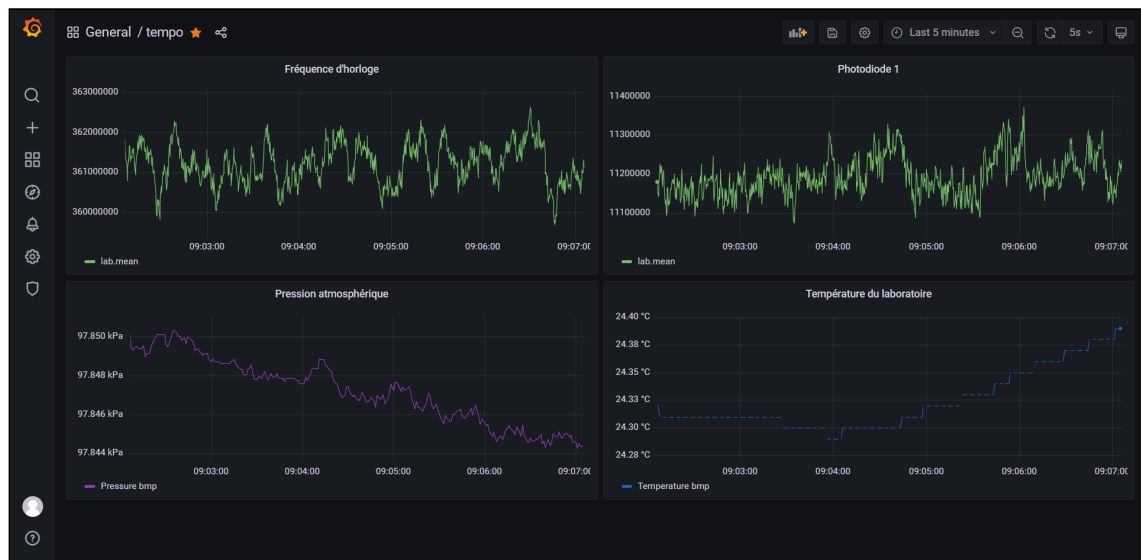 General / tempo
Last 5 minutes
5s
Fréquence d'horloge
363000000
362000000
361000000
360000000
09:03:00 09:04:00 09:05:00 09:06:00 09:07:00
lab.mean
Photodiode 1
11400000
11300000
11200000
11100000
09:03:00 09:04:00 09:05:00 09:06:00 09:07:00
lab.mean
Pression atmosphérique
97.850 kPa
97.848 kPa
97.846 kPa
97.844 kPa
09:03:00 09:04:00 09:05:00 09:06:00 09:07:00
Pressure bmp
Température du laboratoire
24.40 °C
24.38 °C
24.35 °C
24.33 °C
24.30 °C
24.28 °C
09:03:00 09:04:00 09:05:00 09:06:00 09:07:00
Temperature bmp